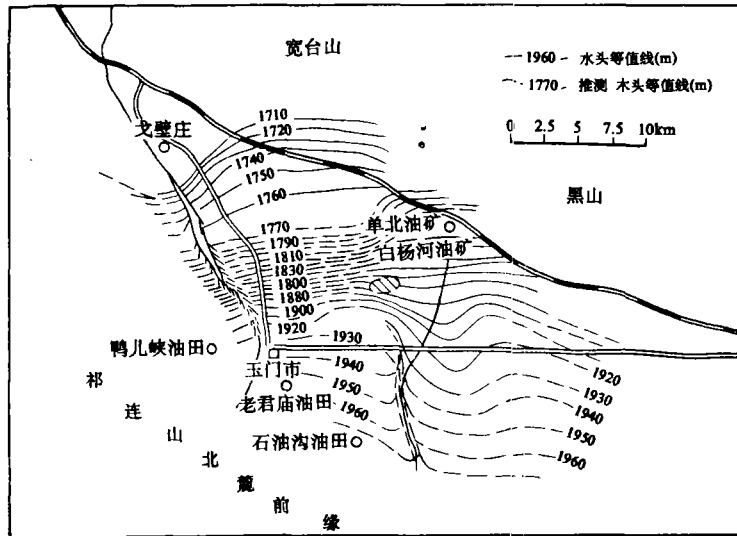 宽台山
— 1960 — 水头等值线(m)
— 1770 — 推测 木头等值线(m)
0 2.5 5 7.5 10km
戈壁庄
1710
1720
1740
1750
1760
黑山
1770
1790
1810
1830
1800
1880
1900
1920
单北油矿
白杨河油矿
鸭儿峡油田
玉门市
老君庙油田
石油沟油田
1930
1940
1950
1960
1920
1930
1940
1950
1960
祁连山北麓前缘